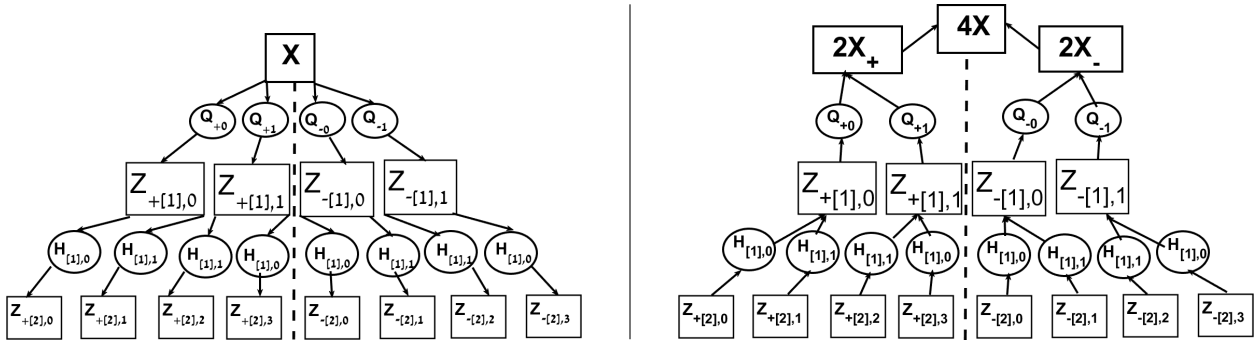 X
Q+0 Q+1 Q-0 Q-1
Z+[1],0 Z+[1],1 Z-[1],0 Z-[1],1
H[1],0 H[1],1 H[1],1 H[1],0 H[1],0 H[1],1 H[1],1 H[1],0
Z+[2],0 Z+[2],1 Z+[2],2 Z+[2],3 Z-[2],0 Z-[2],1 Z-[2],2 Z-[2],3
4X
2X+ 2X-
Q+0 Q+1 Q-0 Q-1
Z+[1],0 Z+[1],1 Z-[1],0 Z-[1],1
H[1],0 H[1],1 H[1],1 H[1],0 H[1],0 H[1],1 H[1],1 H[1],0
Z+[2],0 Z+[2],1 Z+[2],2 Z+[2],3 Z-[2],0 Z-[2],1 Z-[2],2 Z-[2],3